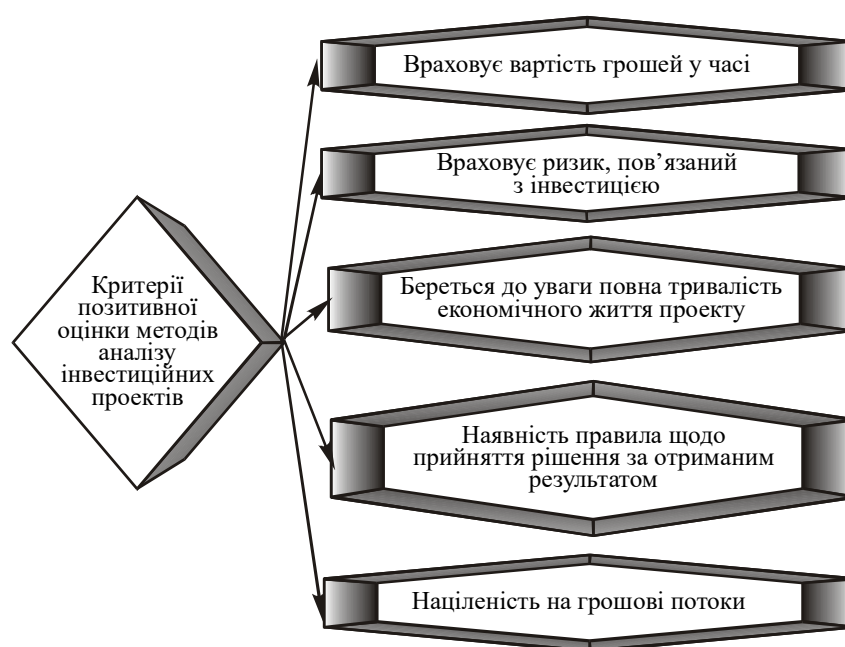 Критерії
позитивної
оцінки методів
аналізу
інвестиційних
проектів
Враховує вартість грошей у часі
Враховує ризик, пов’язаний
з інвестицією
Береться до уваги повна тривалість
економічного життя проекту
Наявність правила щодо
прийняття рішення за отриманим
результатом
Націленість на грошові потоки